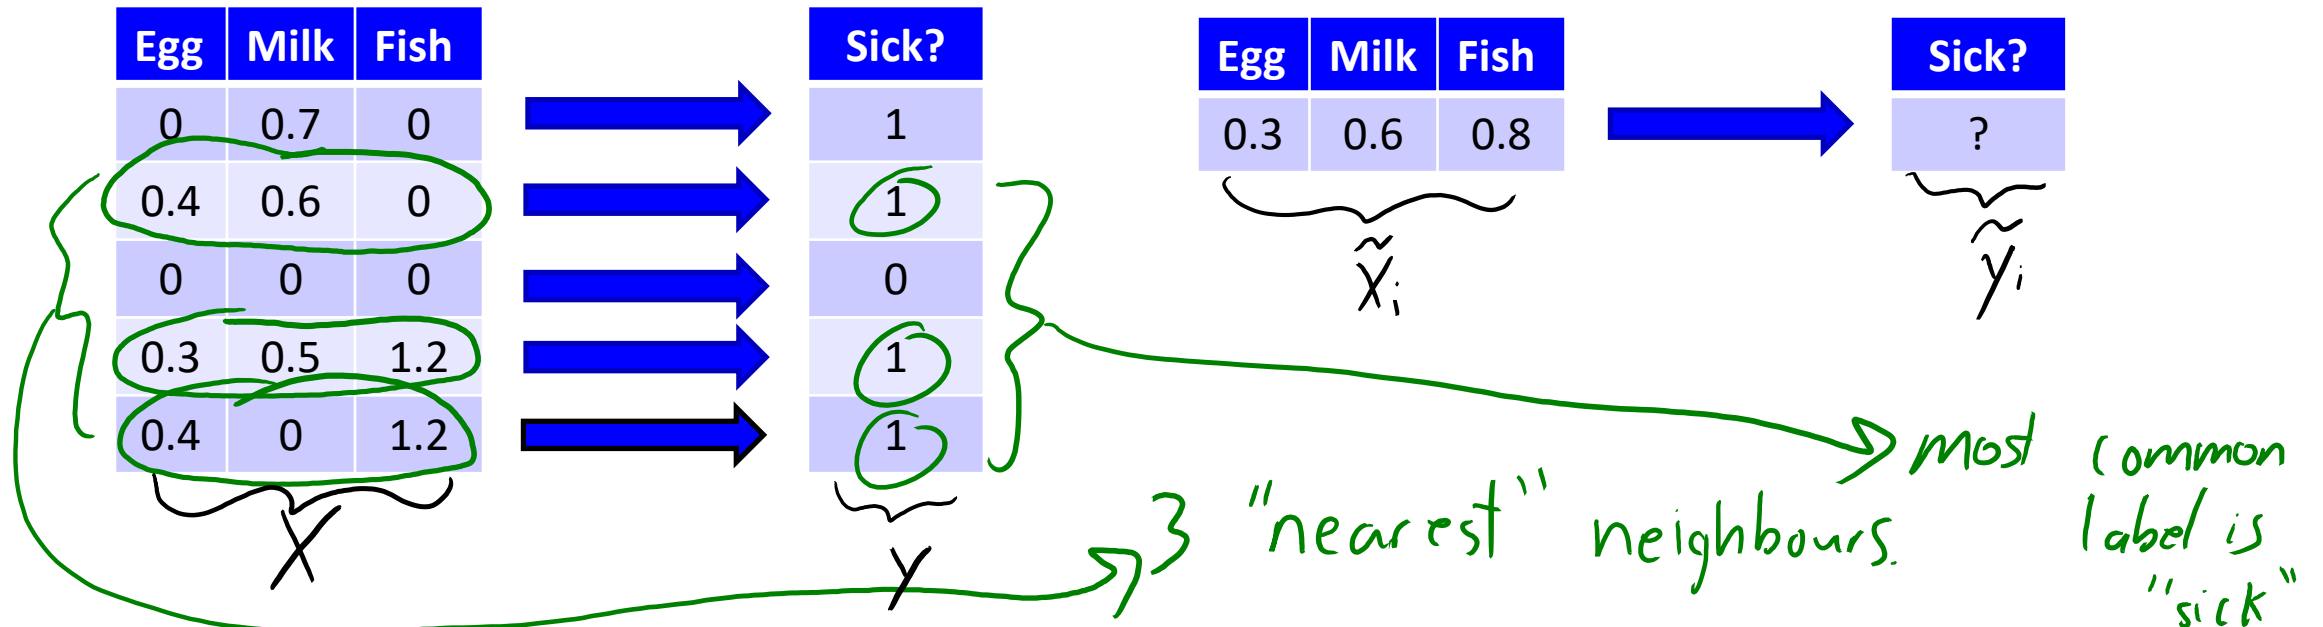 Egg Milk Fish Sick?
0 0.7 0 1
0.4 0.6 0 1
0 0 0 0
0.3 0.5 1.2 1
0.4 0 1.2 1
X y
Egg Milk Fish Sick?
0.3 0.6 0.8 ?
x̃i ỹi
3 "nearest" neighbours.
most common
label is
"sick"